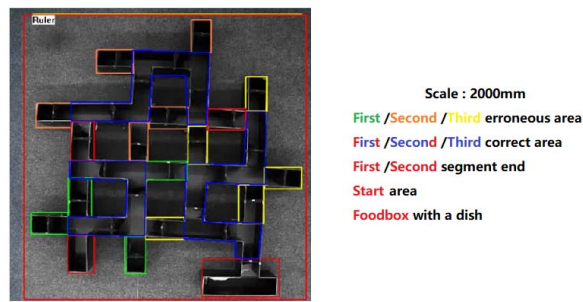 Ruler
Scale : 2000mm
First /Second /Third erroneous area
First /Second /Third correct area
First /Second segment end
Start area
Foodbox with a dish